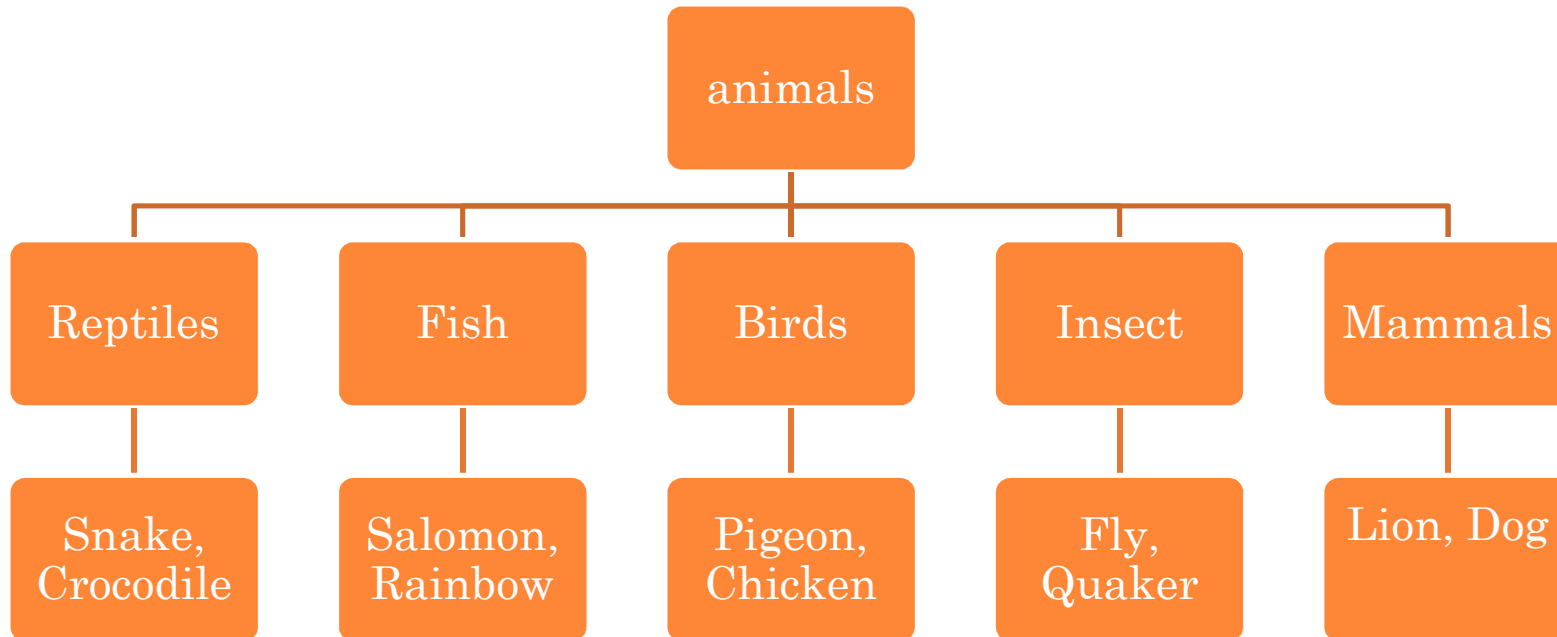 animals
Reptiles
Fish
Birds
Insect
Mammals
Snake,
Crocodile
Salomon,
Rainbow
Pigeon,
Chicken
Fly,
Quaker
Lion, Dog